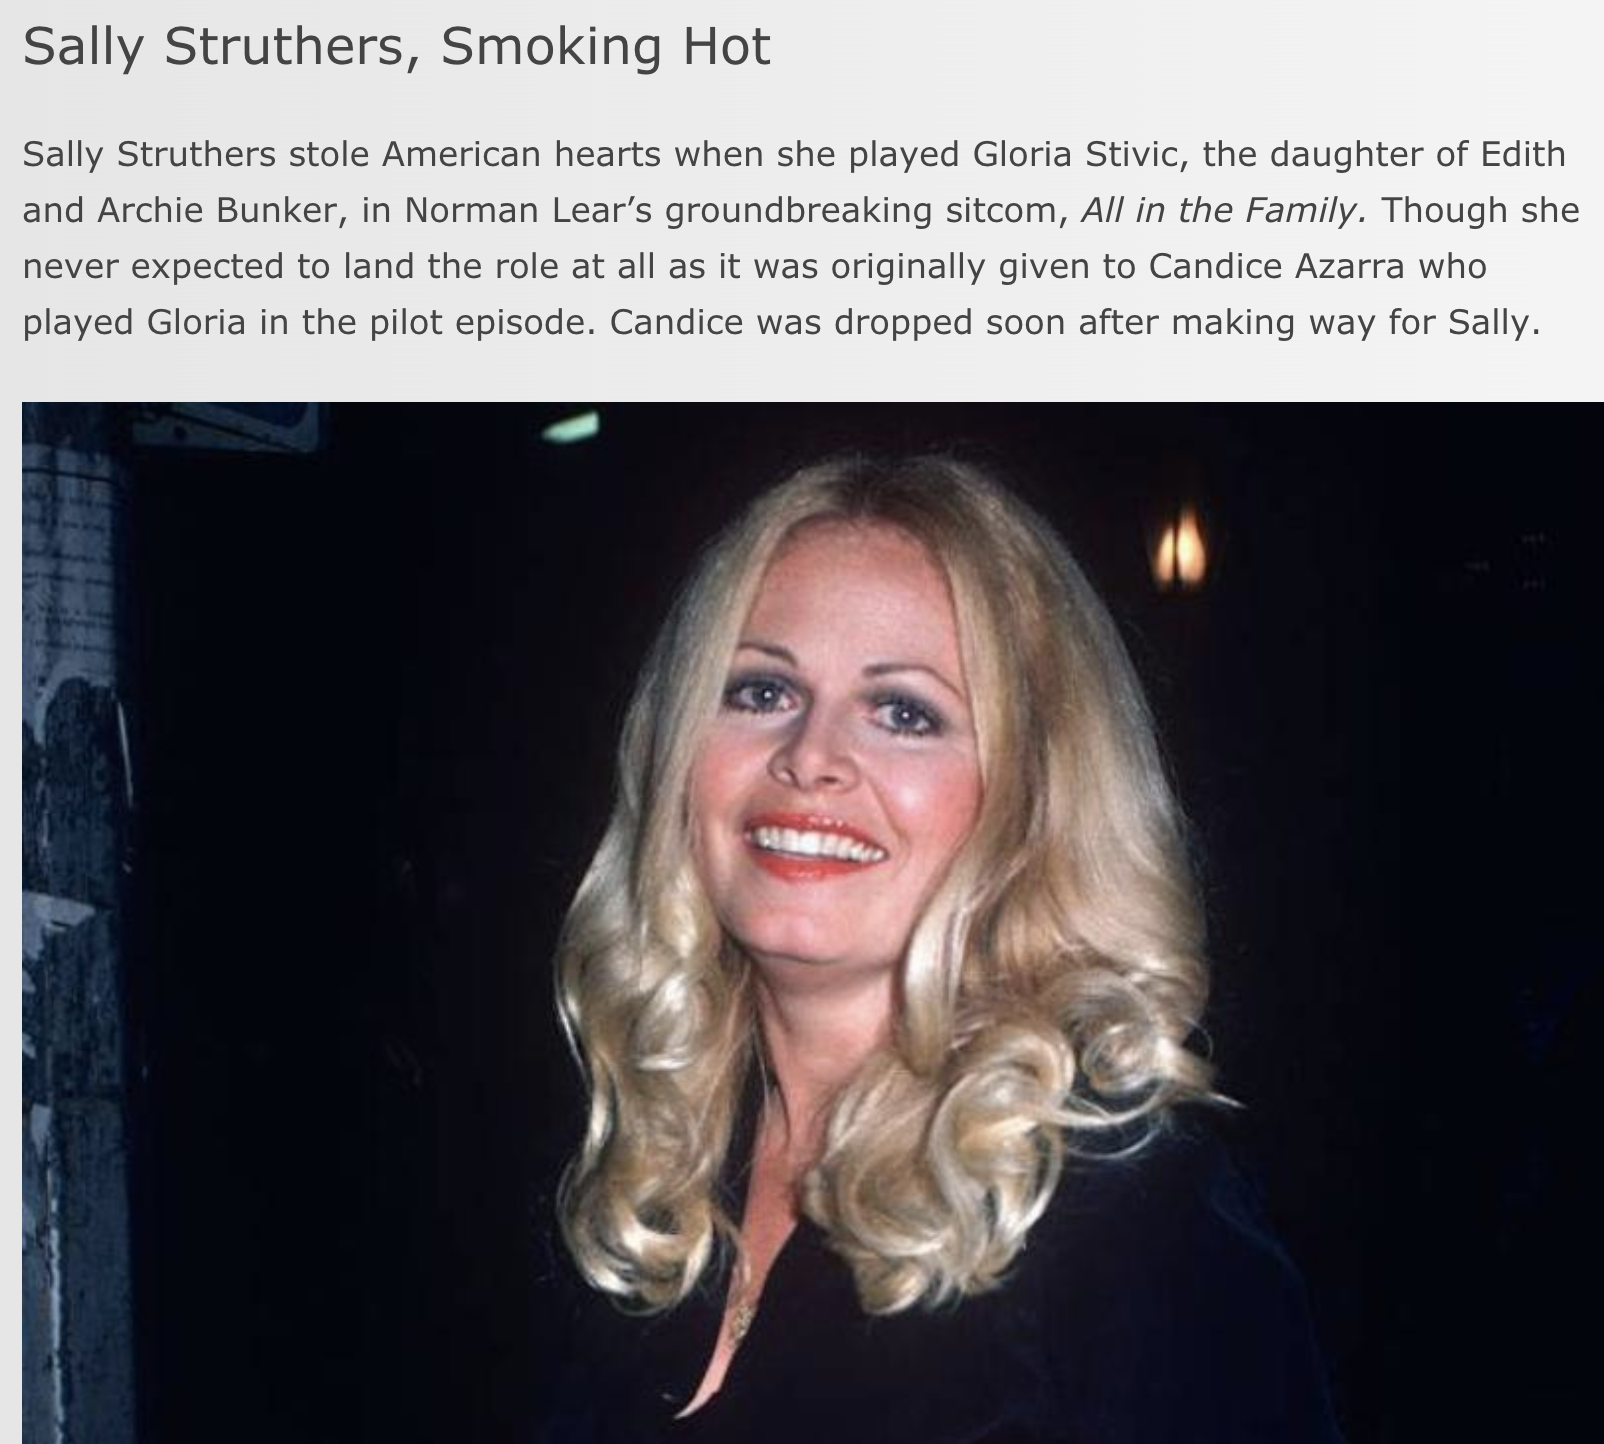 Sally Struthers, Smoking Hot
Sally Struthers stole American hearts when she played Gloria Stivic, the daughter of Edith
and Archie Bunker, in Norman Lear’s groundbreaking sitcom, All in the Family. Though she
never expected to land the role at all as it was originally given to Candice Azarra who
played Gloria in the pilot episode. Candice was dropped soon after making way for Sally.